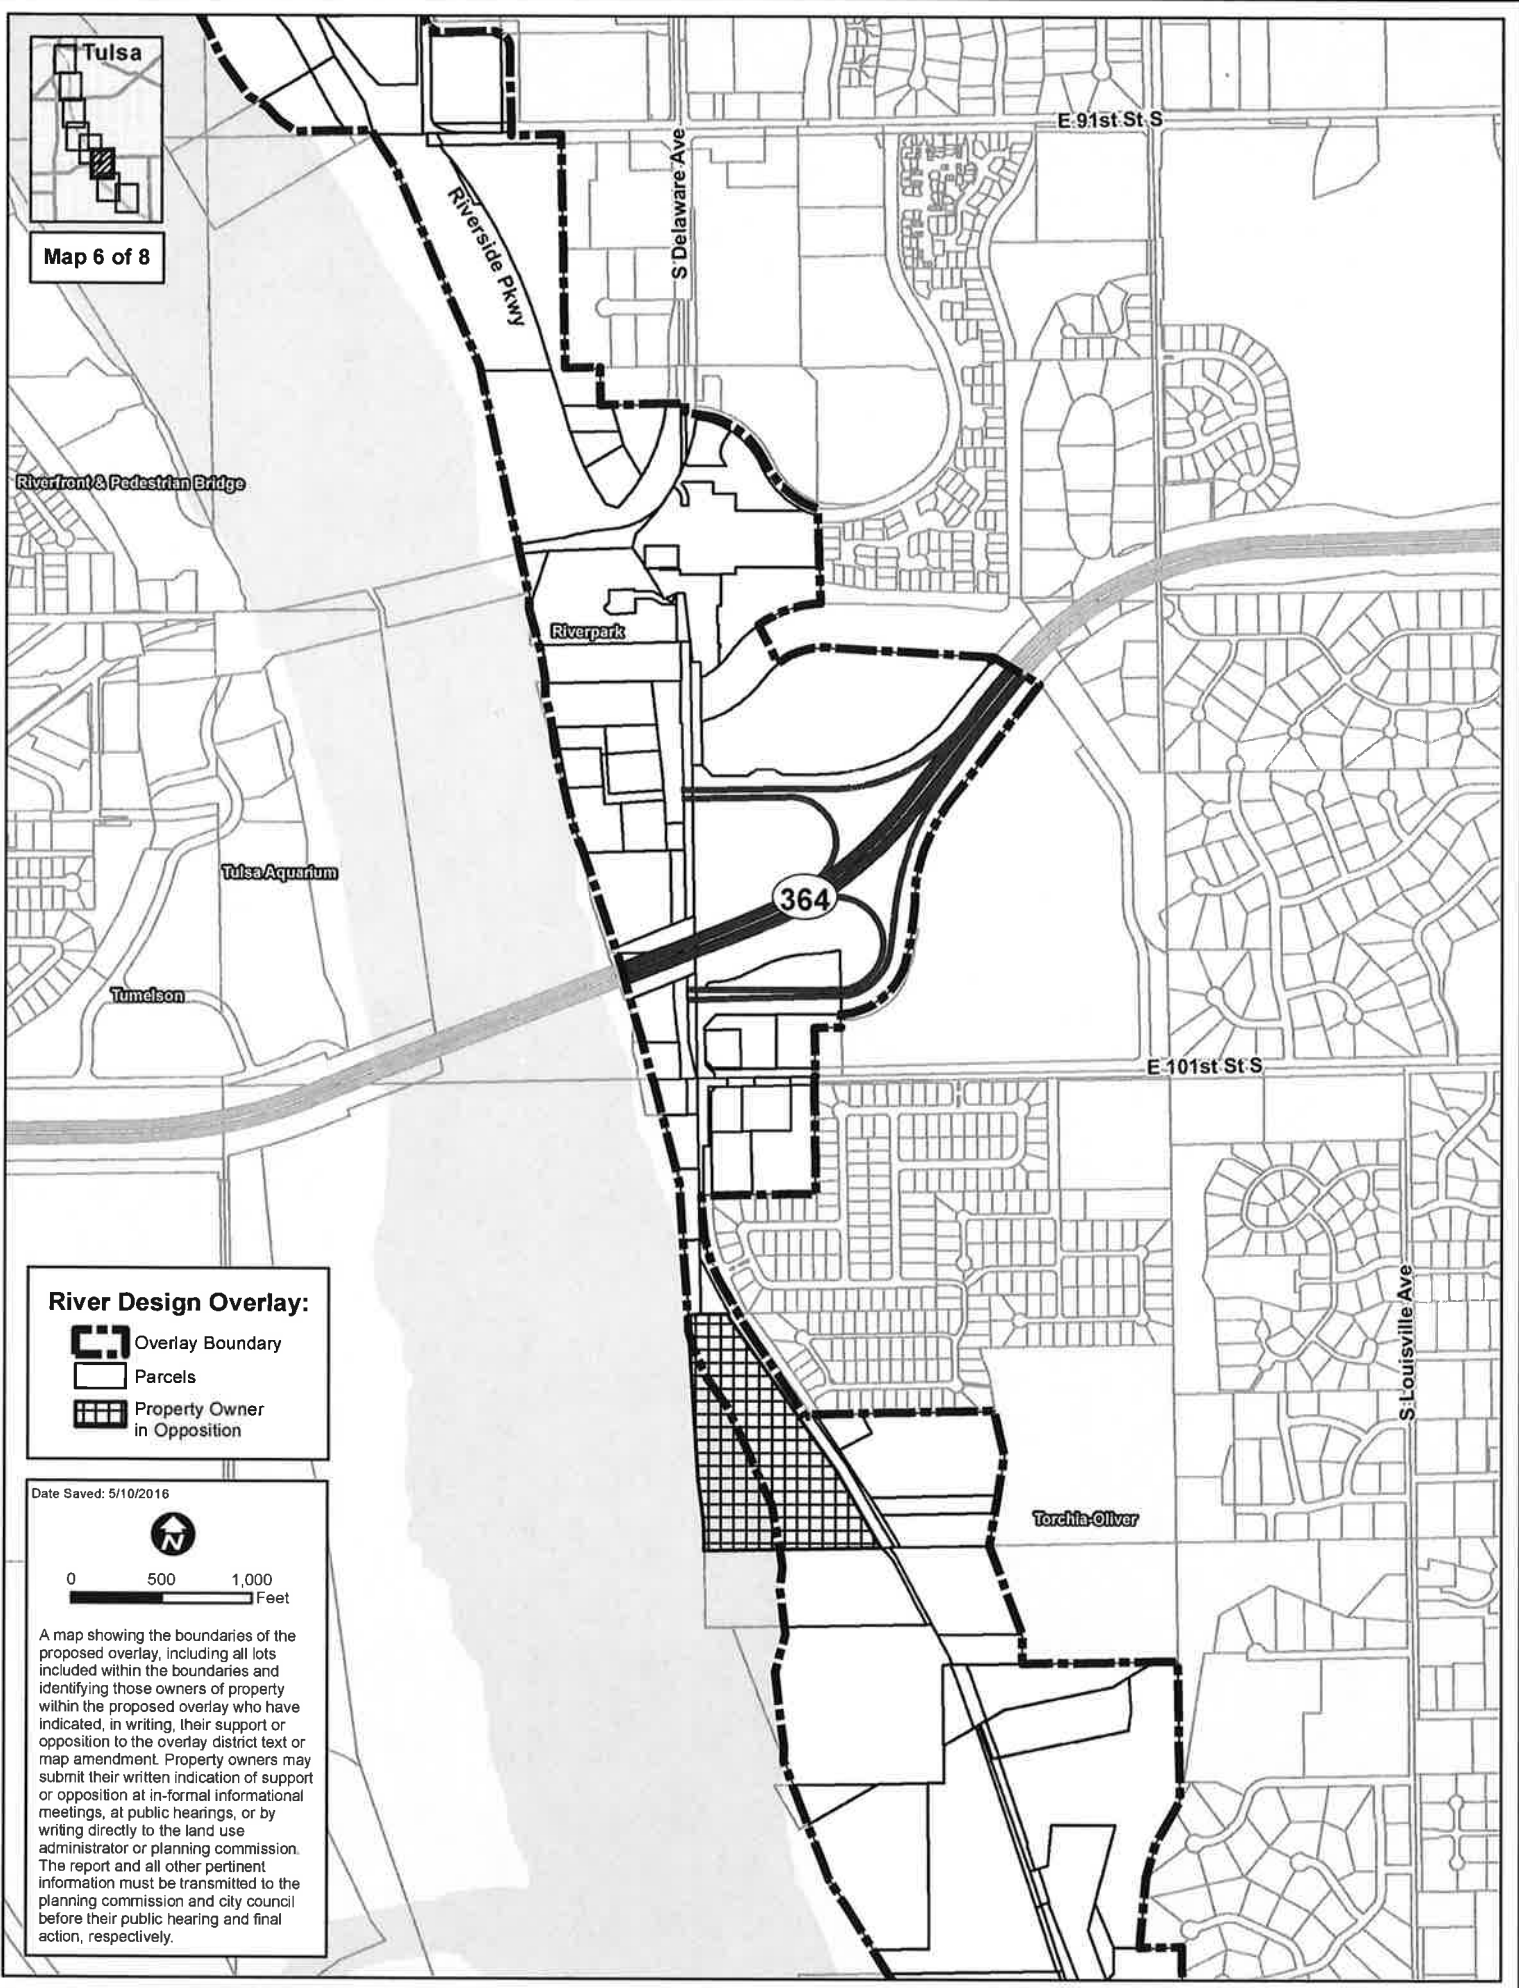 Tulsa
Map 6 of 8
E 91st St S
S Delaware Ave
Riverside Pkwy
Riverfront & Pedestrian Bridge
Riverpark
Tulsa Aquarium
364
Tumelson
E 101st St S
S Louisville Ave
Torchia-Oliver
River Design Overlay:
Overlay Boundary
Parcels
Property Owner
in Opposition
Date Saved: 5/10/2016
N
0 500 1,000
Feet
A map showing the boundaries of the
proposed overlay, including all lots
included within the boundaries and
identifying those owners of property
within the proposed overlay who have
indicated, in writing, their support or
opposition to the overlay district text or
map amendment. Property owners may
submit their written indication of support
or opposition at in-formal informational
meetings, at public hearings, or by
writing directly to the land use
administrator or planning commission.
The report and all other pertinent
information must be transmitted to the
planning commission and city council
before their public hearing and final
action, respectively.